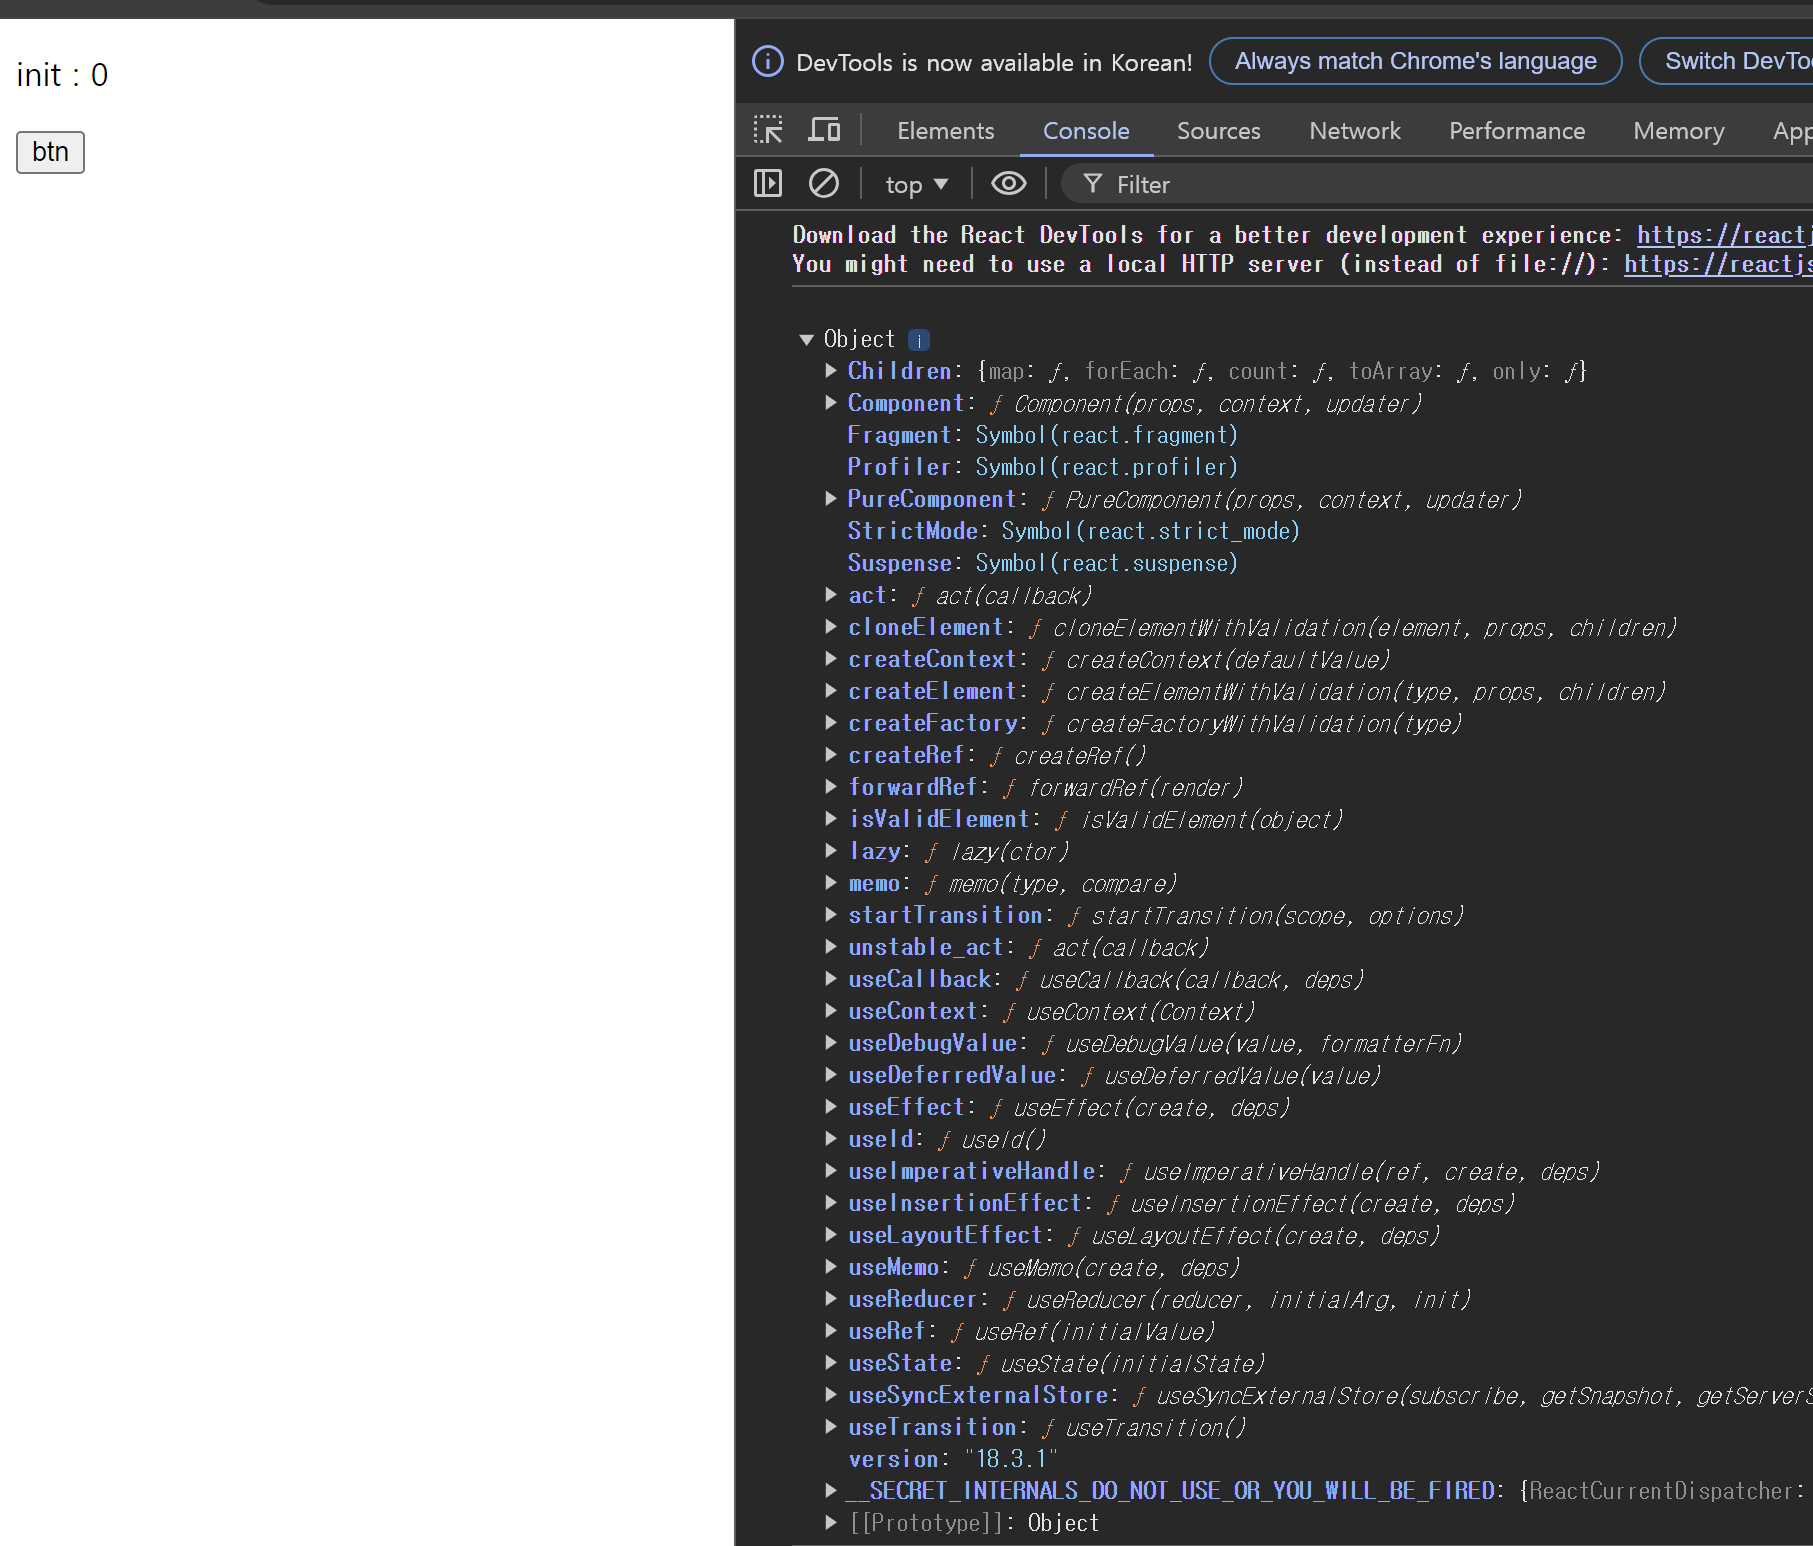 init : 0
btn
DevTools is now available in Korean!
Always match Chrome's language
Switch DevToo
Elements
Console
Sources
Network
Performance
Memory
App
top
Filter
Download the React DevTools for a better development experience: https://reactj
You might need to use a local HTTP server (instead of file://): https://reactjs
Object i
Children: {map: ƒ, forEach: ƒ, count: ƒ, toArray: ƒ, only: ƒ}
Component: ƒ Component(props, context, updater)
Fragment: Symbol(react.fragment)
Profiler: Symbol(react.profiler)
PureComponent: ƒ PureComponent(props, context, updater)
StrictMode: Symbol(react.strict_mode)
Suspense: Symbol(react.suspense)
act: ƒ act(callback)
cloneElement: ƒ cloneElementWithValidation(element, props, children)
createContext: ƒ createContext(defaultValue)
createElement: ƒ createElementWithValidation(type, props, children)
createFactory: ƒ createFactoryWithValidation(type)
createRef: ƒ createRef()
forwardRef: ƒ forwardRef(render)
isValidElement: ƒ isValidElement(object)
lazy: ƒ lazy(ctor)
memo: ƒ memo(type, compare)
startTransition: ƒ startTransition(scope, options)
unstable_act: ƒ act(callback)
useCallback: ƒ useCallback(callback, deps)
useContext: ƒ useContext(Context)
useDebugValue: ƒ useDebugValue(value, formatterFn)
useDeferredValue: ƒ useDeferredValue(value)
useEffect: ƒ useEffect(create, deps)
useId: ƒ useId()
useImperativeHandle: ƒ useImperativeHandle(ref, create, deps)
useInsertionEffect: ƒ useInsertionEffect(create, deps)
useLayoutEffect: ƒ useLayoutEffect(create, deps)
useMemo: ƒ useMemo(create, deps)
useReducer: ƒ useReducer(reducer, initialArg, init)
useRef: ƒ useRef(initialValue)
useState: ƒ useState(initialState)
useSyncExternalStore: ƒ useSyncExternalStore(subscribe, getSnapshot, getServerS
useTransition: ƒ useTransition()
version: "18.3.1"
__SECRET_INTERNALS_DO_NOT_USE_OR_YOU_WILL_BE_FIRED: {ReactCurrentDispatcher:
[[Prototype]]: Object